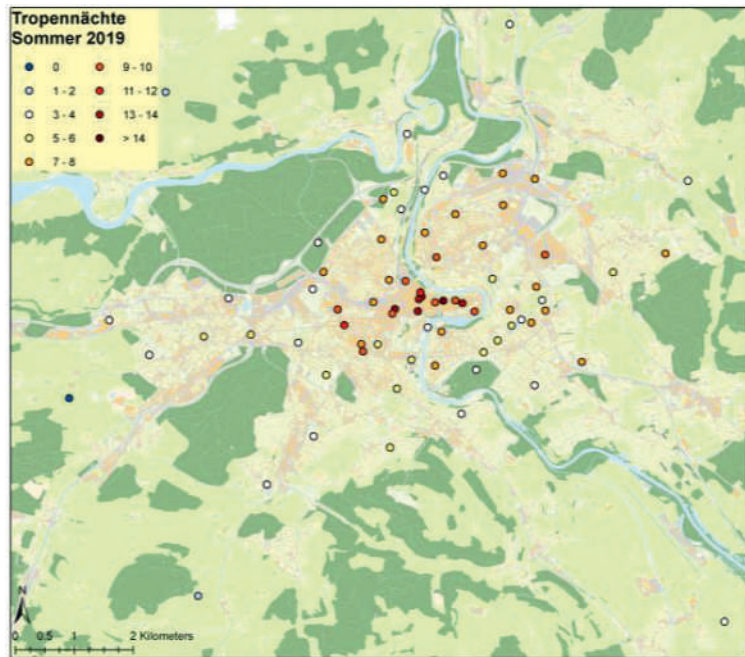 Tropennächte
Sommer 2019
0
1 - 2
3 - 4
5 - 6
7 - 8
9 - 10
11 - 12
13 - 14
> 14
N
0 0.5 1 2 Kilometers